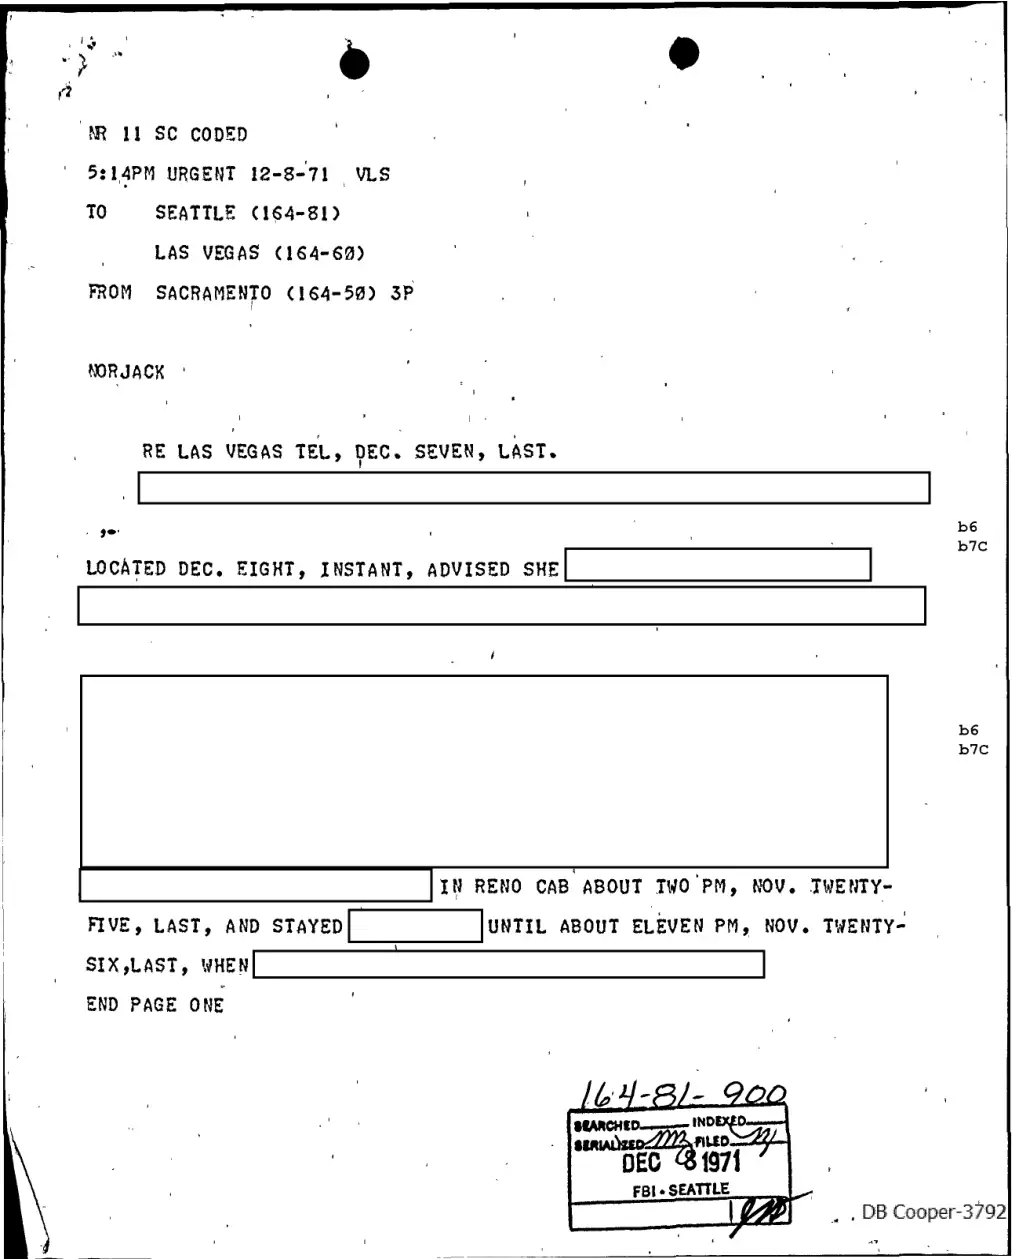 NR 11 SC CODED
5:14PM URGENT 12-8-71 VLS
TO SEATTLE (164-81)
LAS VEGAS (164-60)
FROM SACRAMENTO (164-50) 3P
NORJACK
RE LAS VEGAS TEL, DEC. SEVEN, LAST.
b6
b7C
LOCATED DEC. EIGHT, INSTANT, ADVISED SHE
b6
b7C
IN RENO CAB ABOUT TWO PM, NOV. TWENTY-
FIVE, LAST, AND STAYED UNTIL ABOUT ELEVEN PM, NOV. TWENTY-
SIX,LAST, WHEN
END PAGE ONE
164-81-900
SEARCHED INDEXED
SERIALIZED FILED
DEC 8 1971
FBI - SEATTLE
DB Cooper-3792